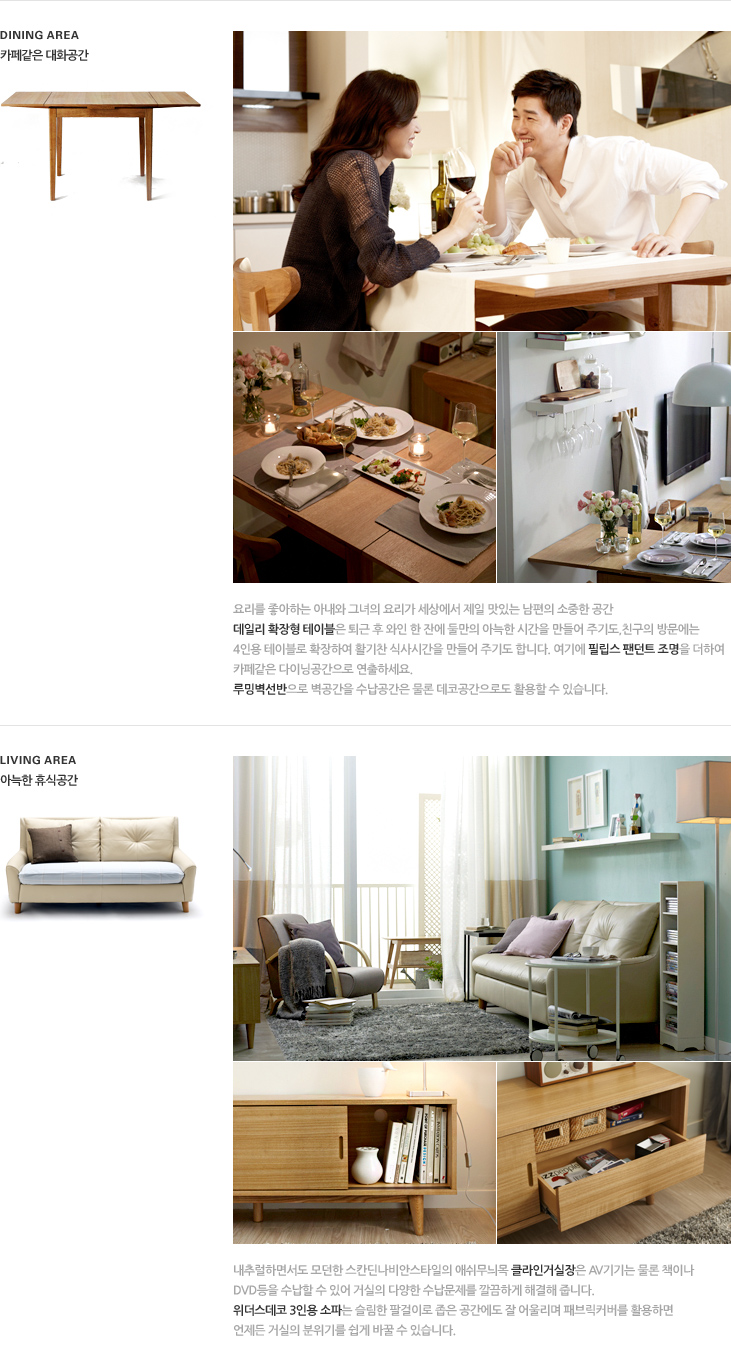 DINING AREA
카페같은 대화공간
요리를 좋아하는 아내와 그녀의 요리가 세상에서 제일 맛있는 남편의 소중한 공간
데일리 확장형 테이블은 퇴근 후 와인 한 잔에 둘만의 아늑한 시간을 만들어 주기도,친구의 방문에는
4인용 테이블로 확장하여 활기찬 식사시간을 만들어 주기도 합니다. 여기에 필립스 팬던트 조명을 더하여
카페같은 다이닝공간으로 연출하세요.
루밍벽선반으로 벽공간을 수납공간은 물론 데코공간으로도 활용할 수 있습니다.
LIVING AREA
아늑한 휴식공간
내추럴하면서도 모던한 스칸딘나비안스타일의 애쉬무늬목 클라인거실장은 AV기기는 물론 책이나
DVD등을 수납할 수 있어 거실의 다양한 수납문제를 깔끔하게 해결해 줍니다.
위더스데코 3인용 소파는 슬림한 팔걸이로 좁은 공간에도 잘 어울리며 패브릭커버를 활용하면
언제든 거실의 분위기를 쉽게 바꿀 수 있습니다.